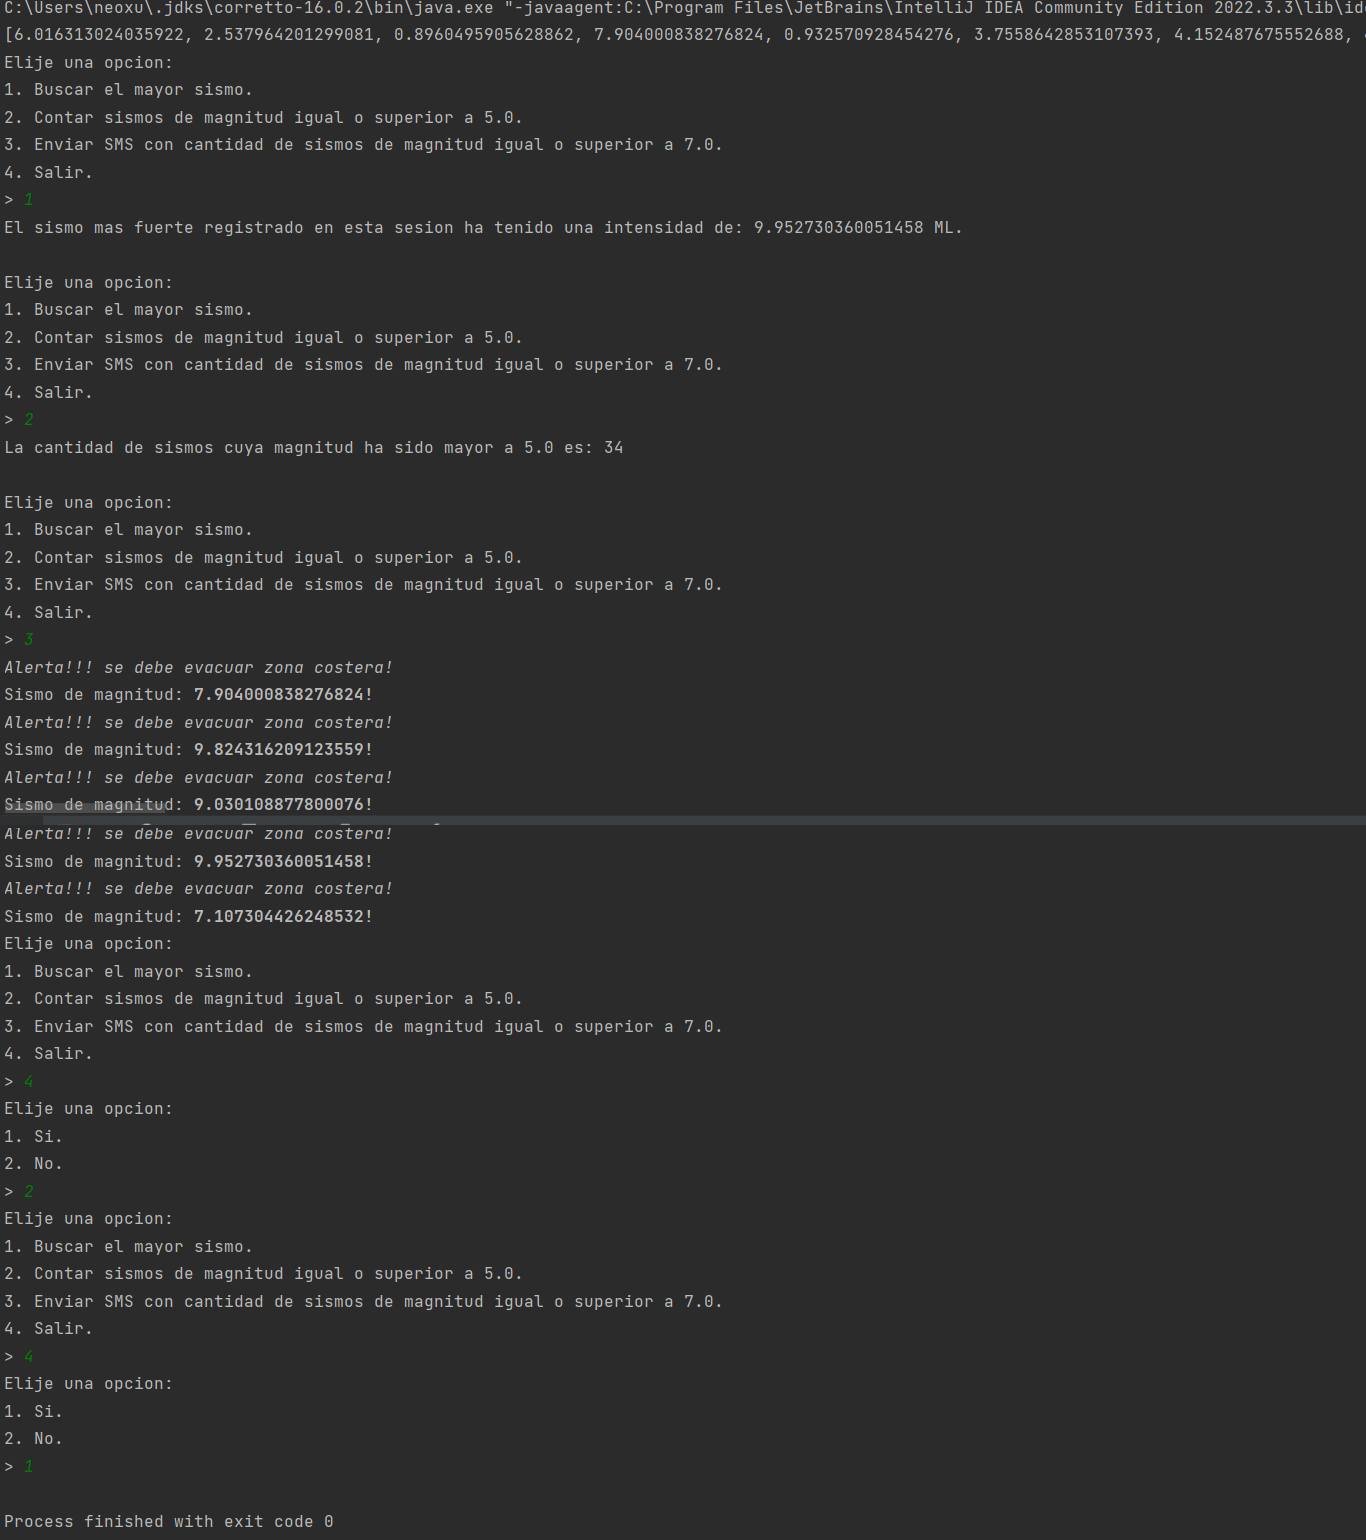 C:\Users\neoxu\.jdks\corretto-16.0.2\bin\java.exe "-javaagent:C:\Program Files\JetBrains\IntelliJ IDEA Community Edition 2022.3.3\lib\ide
[6.016313024035922, 2.537964201299081, 0.8960495905628862, 7.904000838276824, 0.932570928454276, 3.7558642853107393, 4.152487675552688,
Elije una opcion:
1. Buscar el mayor sismo.
2. Contar sismos de magnitud igual o superior a 5.0.
3. Enviar SMS con cantidad de sismos de magnitud igual o superior a 7.0.
4. Salir.
> 1
El sismo mas fuerte registrado en esta sesion ha tenido una intensidad de: 9.952730360051458 ML.
Elije una opcion:
1. Buscar el mayor sismo.
2. Contar sismos de magnitud igual o superior a 5.0.
3. Enviar SMS con cantidad de sismos de magnitud igual o superior a 7.0.
4. Salir.
> 2
La cantidad de sismos cuya magnitud ha sido mayor a 5.0 es: 34
Elije una opcion:
1. Buscar el mayor sismo.
2. Contar sismos de magnitud igual o superior a 5.0.
3. Enviar SMS con cantidad de sismos de magnitud igual o superior a 7.0.
4. Salir.
> 3
Alerta!!! se debe evacuar zona costera!
Sismo de magnitud: 7.904000838276824!
Alerta!!! se debe evacuar zona costera!
Sismo de magnitud: 9.824316209123559!
Alerta!!! se debe evacuar zona costera!
Sismo de magnitud: 9.030108877800076!
Alerta!!! se debe evacuar zona costera!
Sismo de magnitud: 9.952730360051458!
Alerta!!! se debe evacuar zona costera!
Sismo de magnitud: 7.107304426248532!
Elije una opcion:
1. Buscar el mayor sismo.
2. Contar sismos de magnitud igual o superior a 5.0.
3. Enviar SMS con cantidad de sismos de magnitud igual o superior a 7.0.
4. Salir.
> 4
Elije una opcion:
1. Si.
2. No.
> 2
Elije una opcion:
1. Buscar el mayor sismo.
2. Contar sismos de magnitud igual o superior a 5.0.
3. Enviar SMS con cantidad de sismos de magnitud igual o superior a 7.0.
4. Salir.
> 4
Elije una opcion:
1. Si.
2. No.
> 1
Process finished with exit code 0